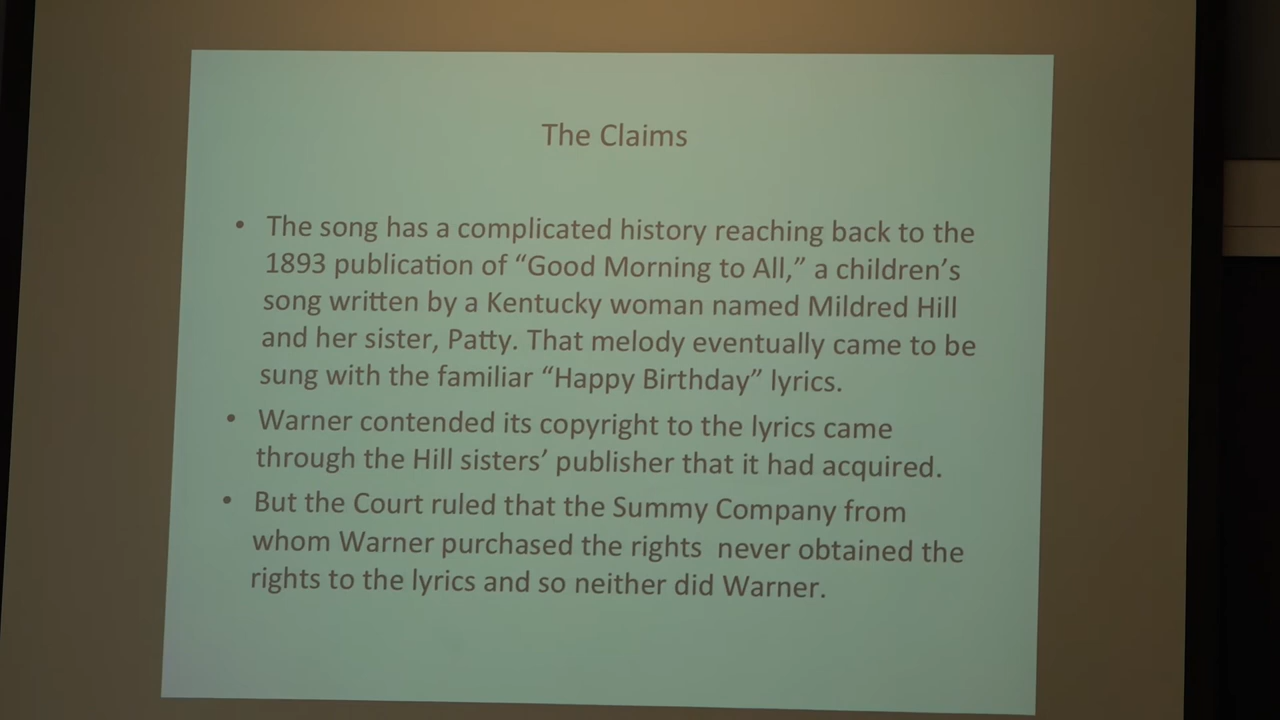 The Claims
• The song has a complicated history reaching back to the
1893 publication of “Good Morning to All,” a children’s
song written by a Kentucky woman named Mildred Hill
and her sister, Patty. That melody eventually came to be
sung with the familiar “Happy Birthday” lyrics.
• Warner contended its copyright to the lyrics came
through the Hill sisters’ publisher that it had acquired.
• But the Court ruled that the Summy Company from
whom Warner purchased the rights  never obtained the
rights to the lyrics and so neither did Warner.